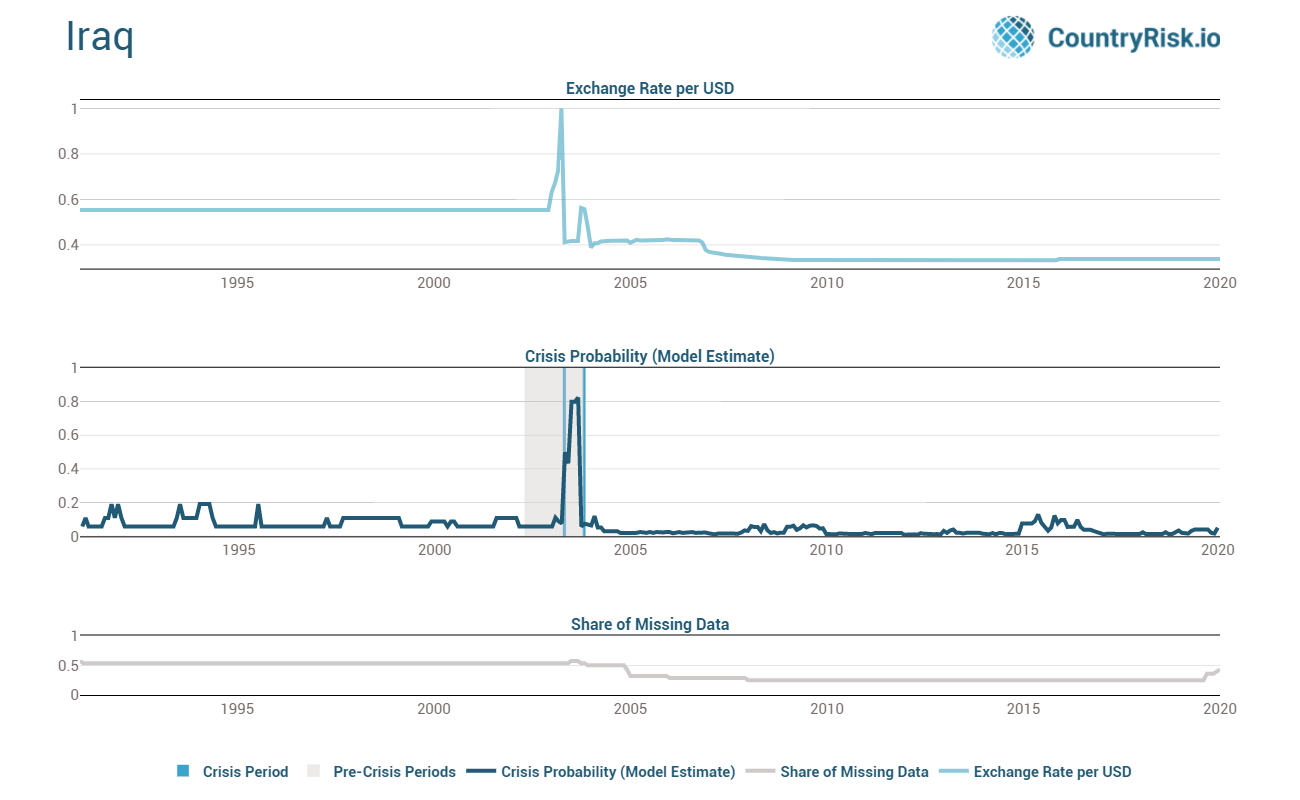 Iraq
CountryRisk.io
Exchange Rate per USD
1
0.8
0.6
0.4
1995 2000 2005 2010 2015 2020
Crisis Probability (Model Estimate)
1
0.8
0.6
0.4
0.2
0
1995 2000 2005 2010 2015 2020
Share of Missing Data
1
0.5
0
1995 2000 2005 2010 2015 2020
Crisis Period Pre-Crisis Periods Crisis Probability (Model Estimate) Share of Missing Data Exchange Rate per USD